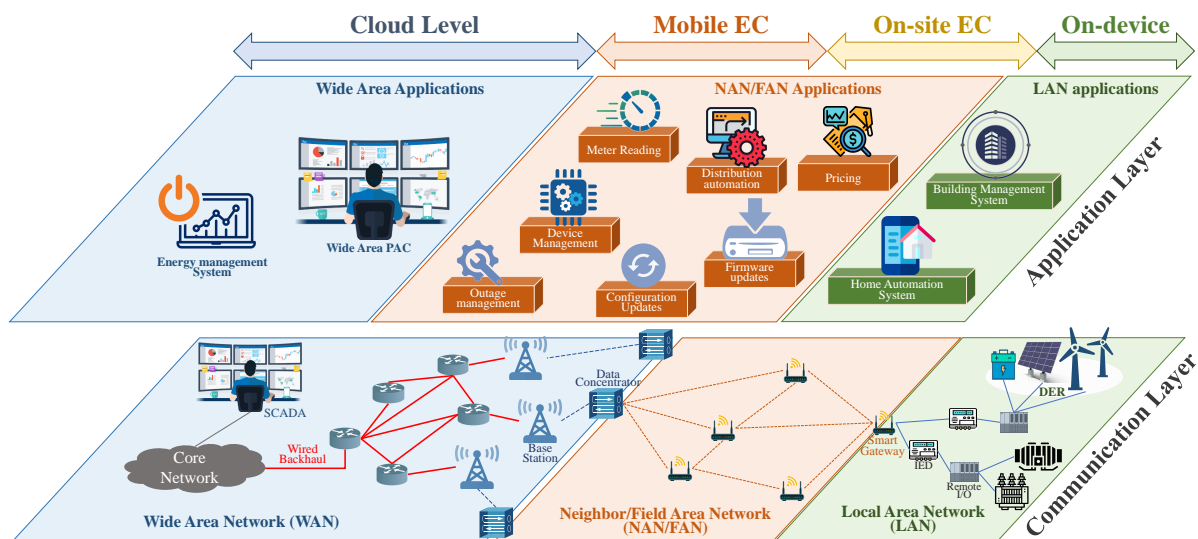 Cloud Level
Mobile EC
On-site EC
On-device
Wide Area Applications
NAN/FAN Applications
LAN applications
Meter Reading
Distribution
automation
Pricing
Building Management
System
Device
Management
Wide Area PAC
Energy management
System
Firmware
updates
Outage
management
Configuration
Updates
Home Automation
System
Application Layer
SCADA
Data
Concentrator
DER
Wired
Backhaul
Core
Network
Base
Station
Smart
Gateway
IED
Remote
I/O
Wide Area Network (WAN)
Neighbor/Field Area Network
(NAN/FAN)
Local Area Network
(LAN)
Communication Layer